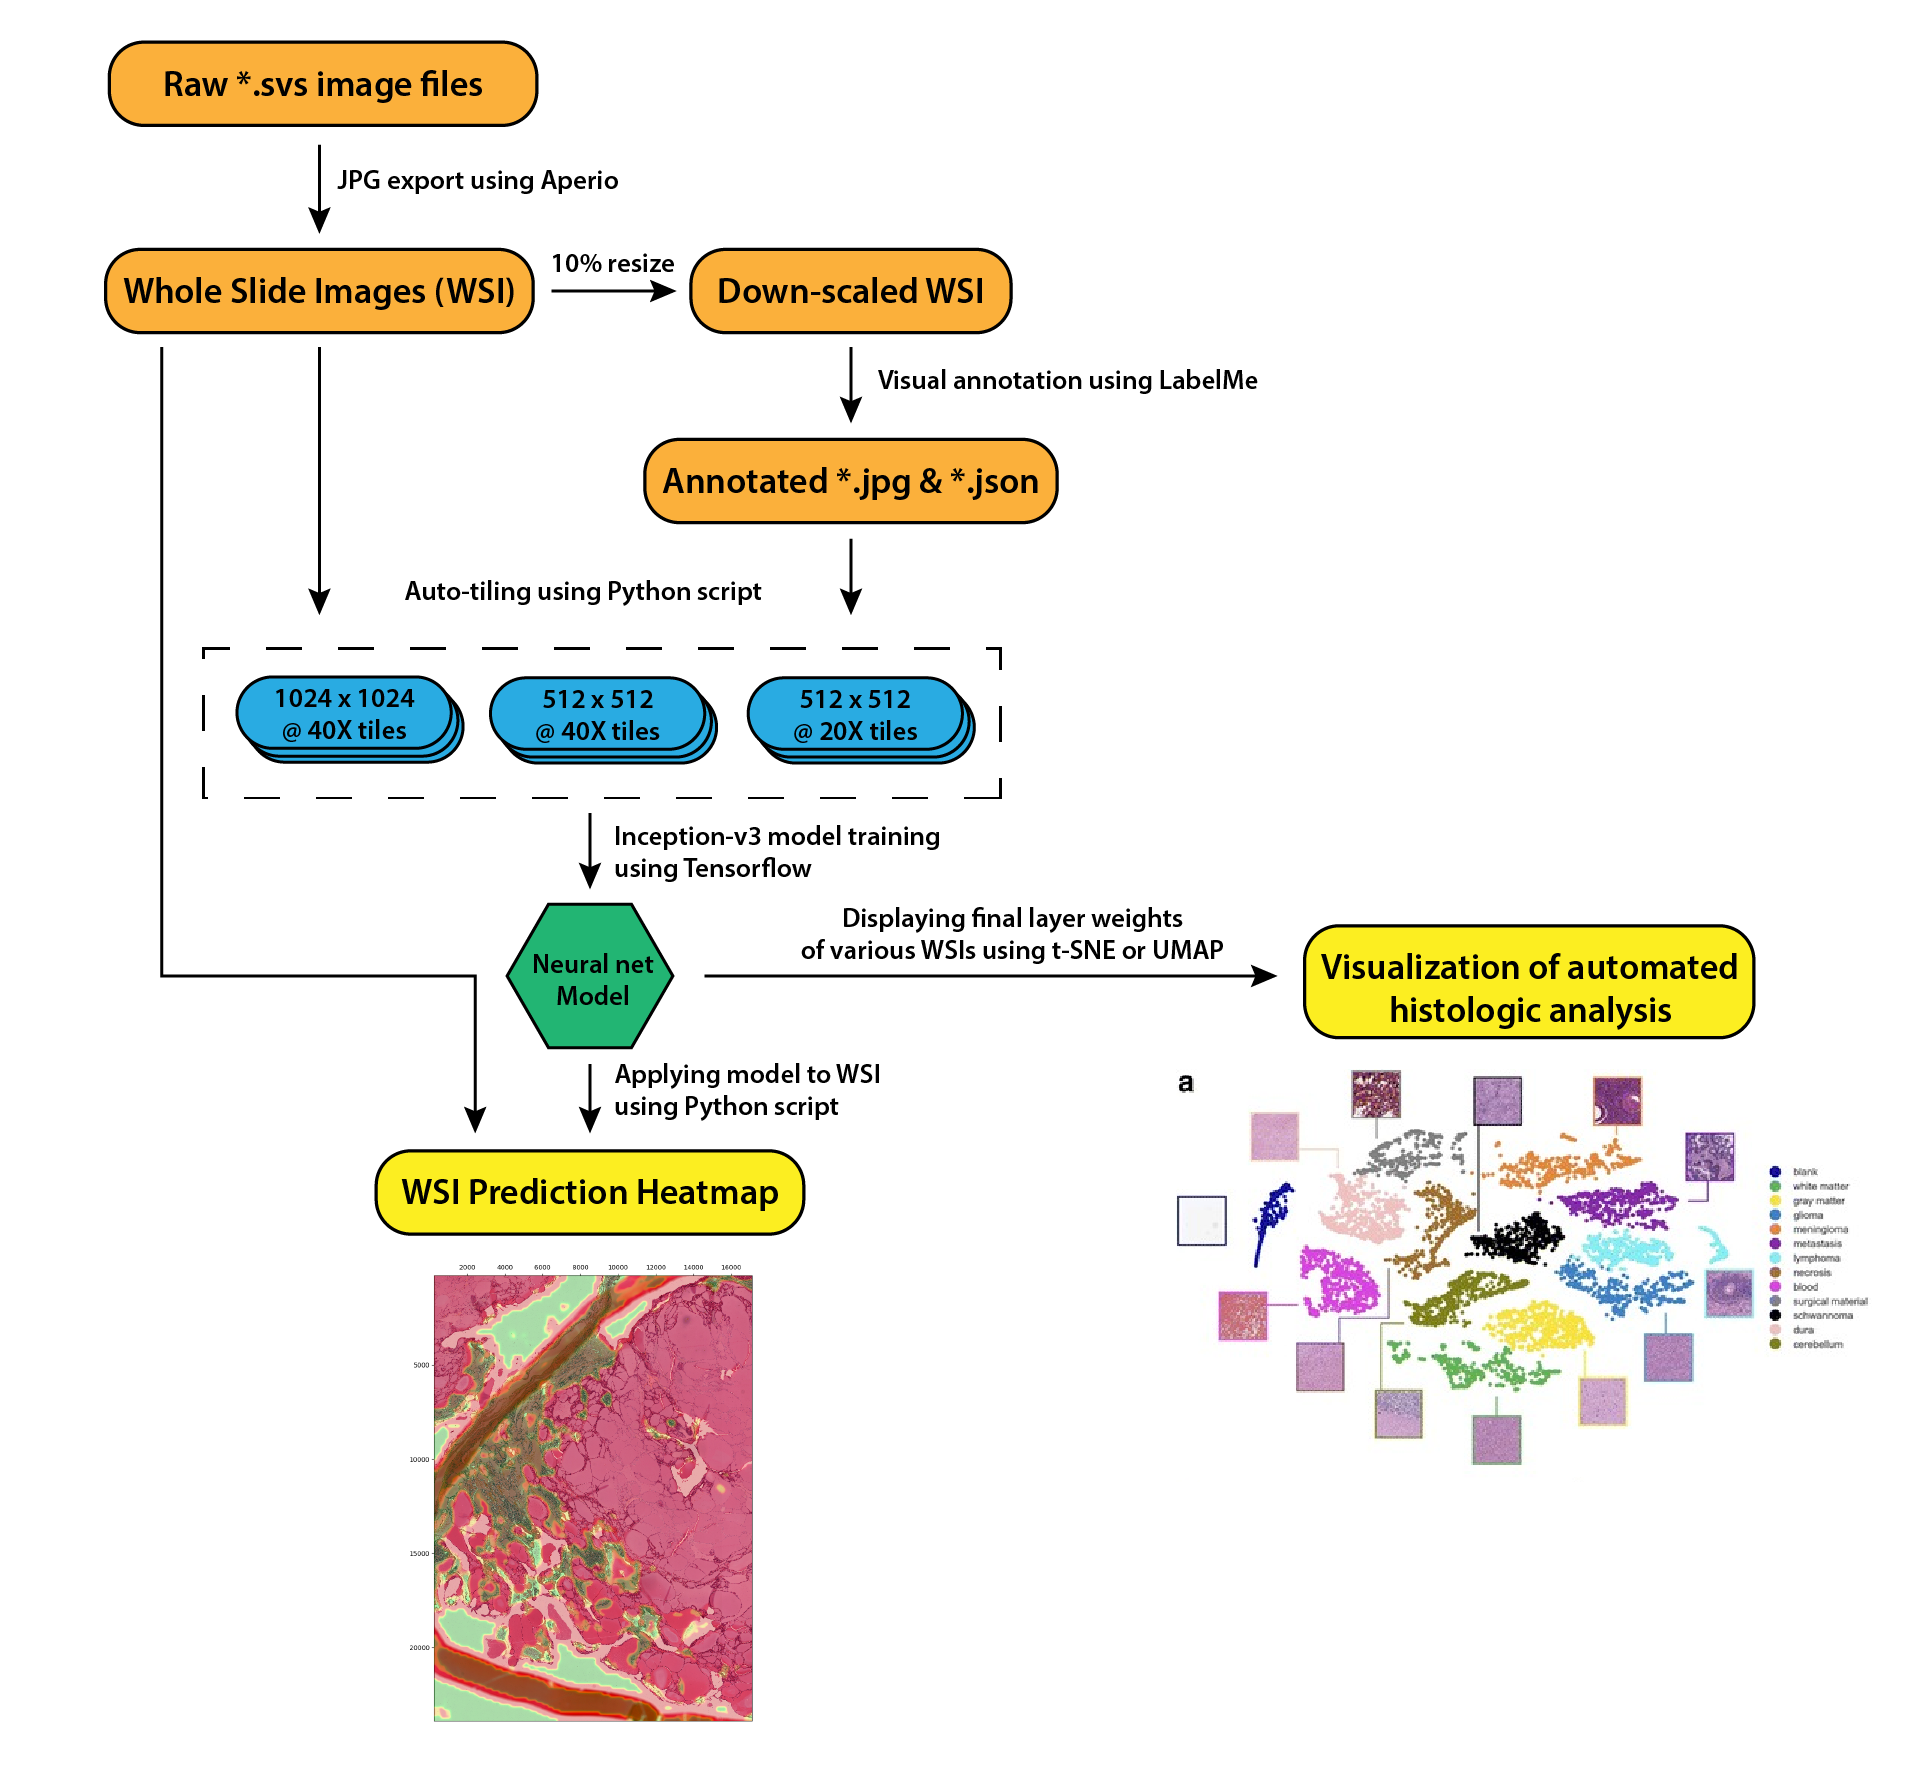 Raw *.svs image files
JPG export using Aperio
Whole Slide Images (WSI)
10% resize
Down-scaled WSI
Visual annotation using LabelMe
Annotated *.jpg & *.json
Auto-tiling using Python script
1024 x 1024
@ 40X tiles
512 x 512
@ 40X tiles
512 x 512
@ 20X tiles
Inception-v3 model training
using Tensorflow
Neural net
Model
Displaying final layer weights
of various WSIs using t-SNE or UMAP
Visualization of automated
histologic analysis
Applying model to WSI
using Python script
WSI Prediction Heatmap
2000 4000 6000 8000 10000 12000 14000 16000
5000
10000
15000
20000
a
blank
white matter
gray matter
glioma
meningioma
metastasis
lymphoma
necrosis
blood
surgical material
schwannoma
dura
cerebellum